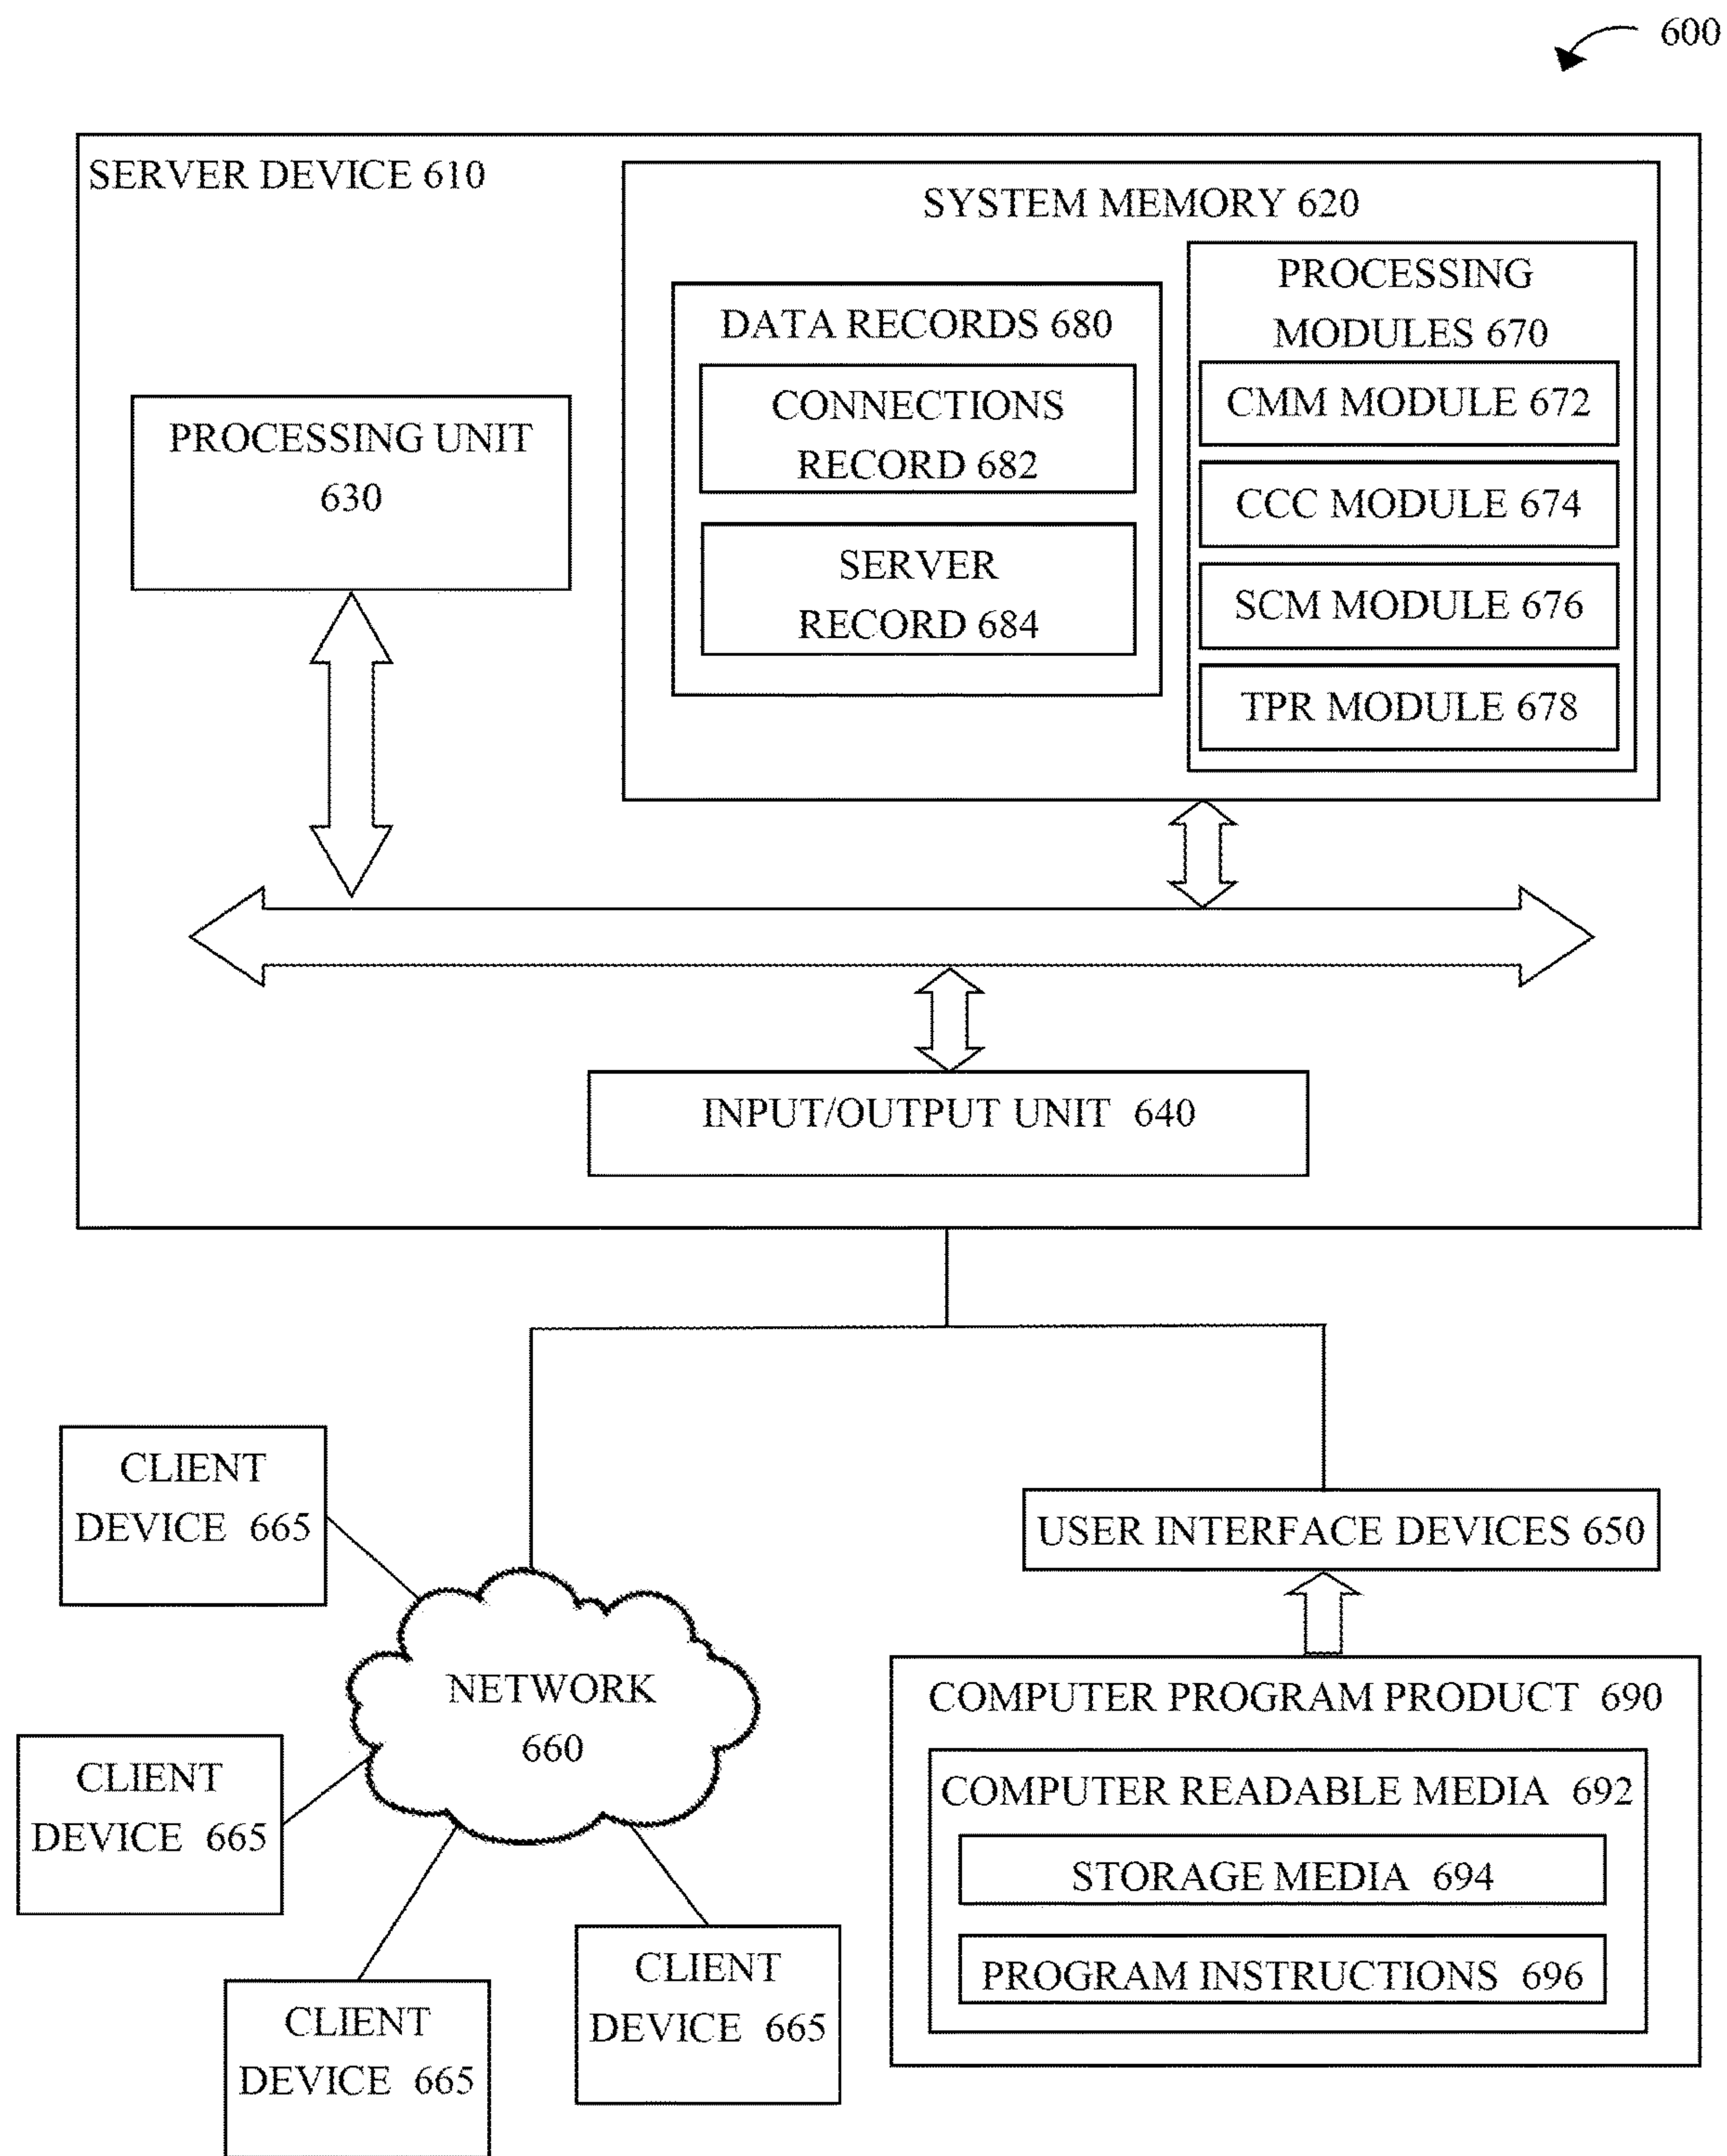 600
SERVER DEVICE 610
SYSTEM MEMORY 620
DATA RECORDS 680
CONNECTIONS
RECORD 682
SERVER
RECORD 684
PROCESSING
MODULES 670
CMM MODULE 672
CCC MODULE 674
SCM MODULE 676
TPR MODULE 678
PROCESSING UNIT
630
INPUT/OUTPUT UNIT 640
CLIENT
DEVICE 665
CLIENT
DEVICE 665
CLIENT
DEVICE 665
CLIENT
DEVICE 665
NETWORK
660
USER INTERFACE DEVICES 650
COMPUTER PROGRAM PRODUCT 690
COMPUTER READABLE MEDIA 692
STORAGE MEDIA 694
PROGRAM INSTRUCTIONS 696